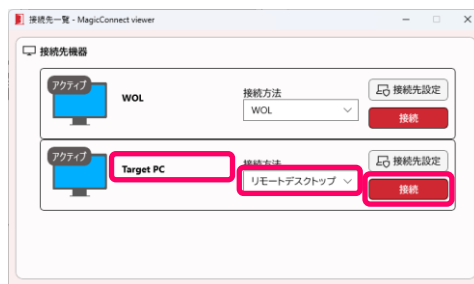 接続先一覧 - MagicConnect viewer
接続先機器
アクティブ
WOL
接続方法
WOL
接続先設定
接続
アクティブ
Target PC
接続方法
リモートデスクトップ
接続先設定
接続